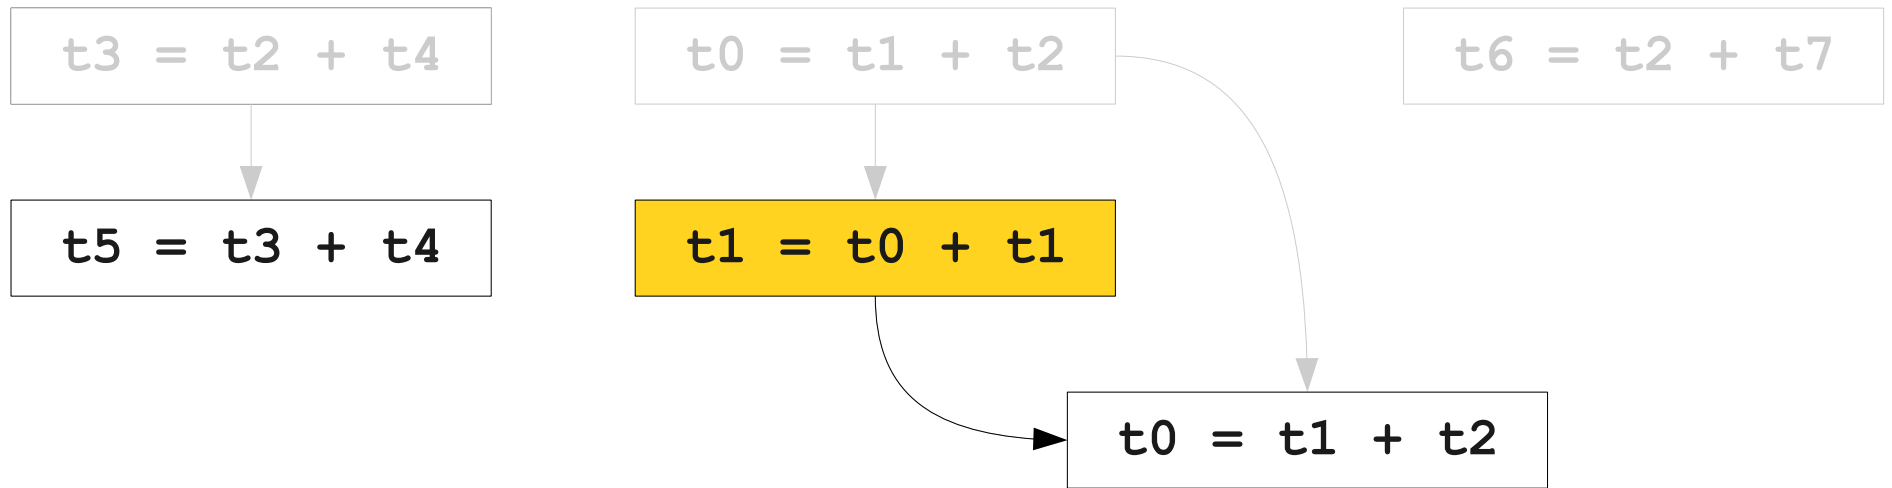 t3 = t2 + t4
t0 = t1 + t2
t6 = t2 + t7
t5 = t3 + t4
t1 = t0 + t1
t0 = t1 + t2